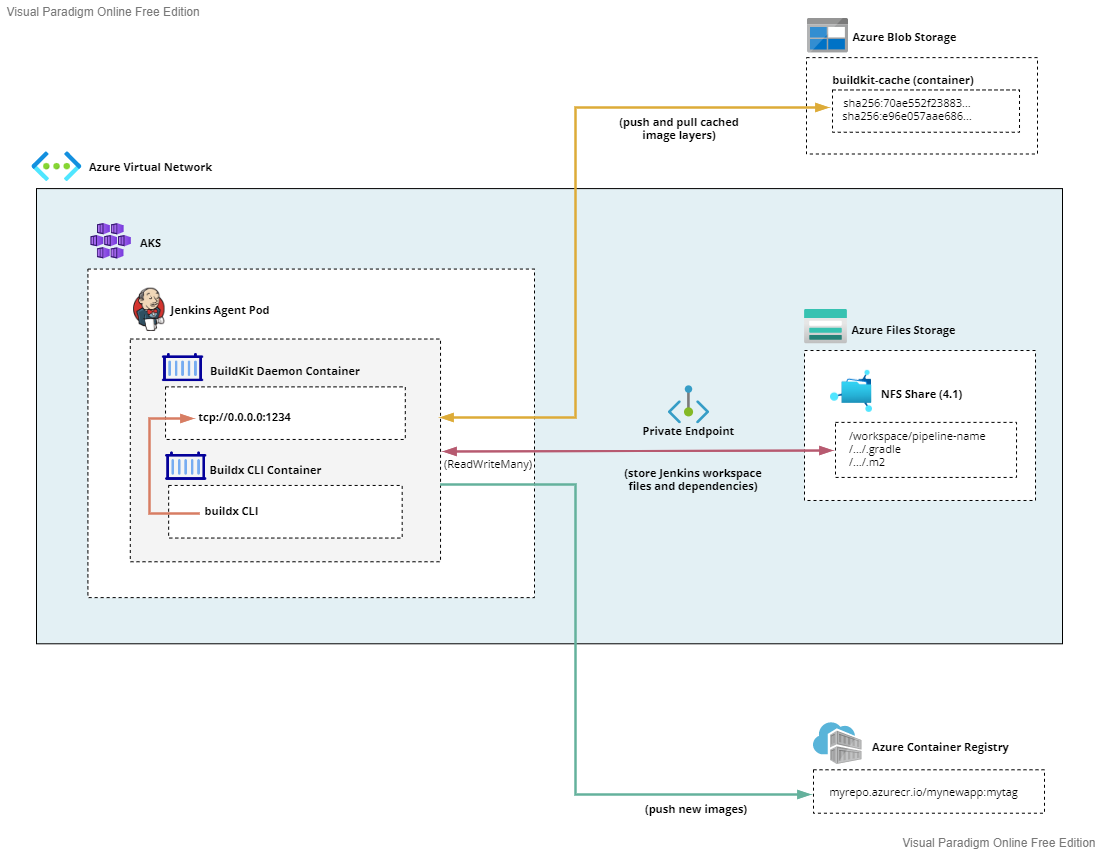 Visual Paradigm Online Free Edition
Azure Blob Storage
buildkit-cache (container)
sha256:70ae552f23883...
sha256:e96e057aae686...
(push and pull cached
image layers)
Azure Virtual Network
AKS
Jenkins Agent Pod
BuildKit Daemon Container
tcp://0.0.0.0:1234
Buildx CLI Container
buildx CLI
Private Endpoint
(ReadWriteMany)
(store Jenkins workspace
files and dependencies)
Azure Files Storage
NFS Share (4.1)
/workspace/pipeline-name
/.../.gradle
/.../.m2
Azure Container Registry
myrepo.azurecr.io/mynewapp:mytag
(push new images)
Visual Paradigm Online Free Edition